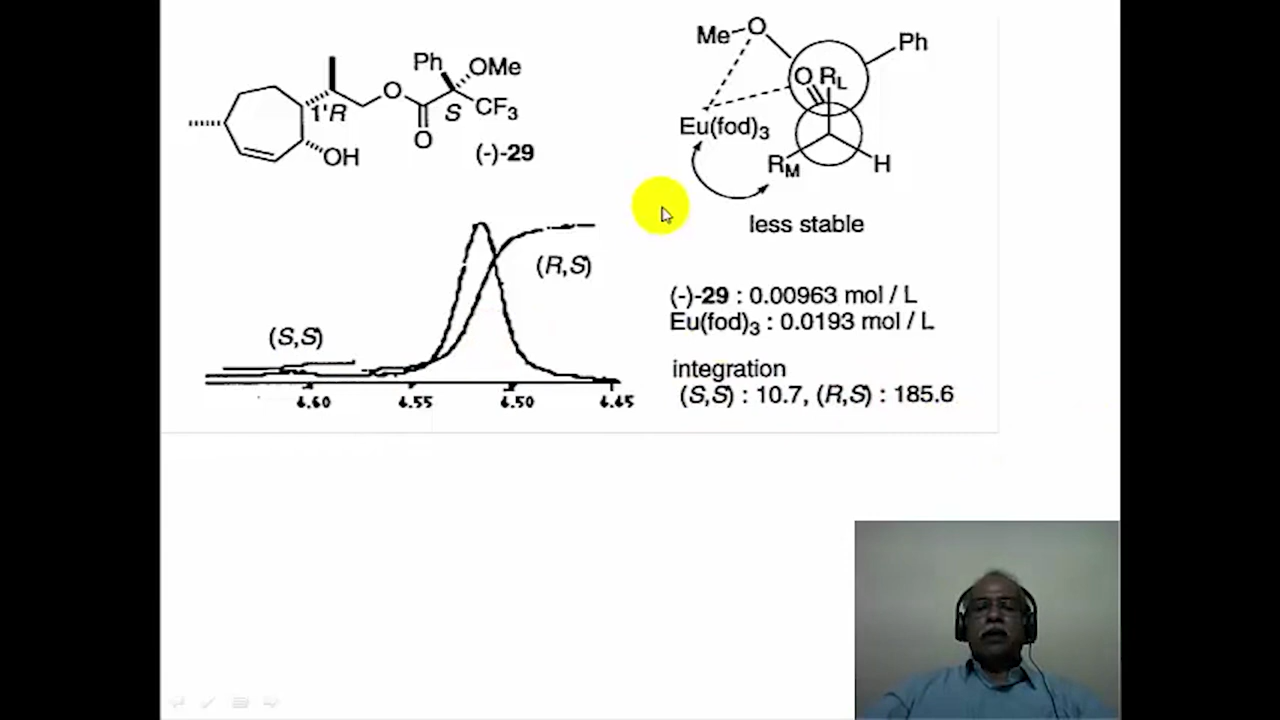 Ph
OMe
O
1'R
S
CF3
O
OH
(-)-29
Me
O
Ph
O
RL
Eu(fod)3
RM
H
less stable
(R,S)
(S,S)
(-)-29 : 0.00963 mol / L
Eu(fod)3 : 0.0193 mol / L
integration
(S,S) : 10.7, (R,S) : 185.6
4.60
4.55
4.50
4.45